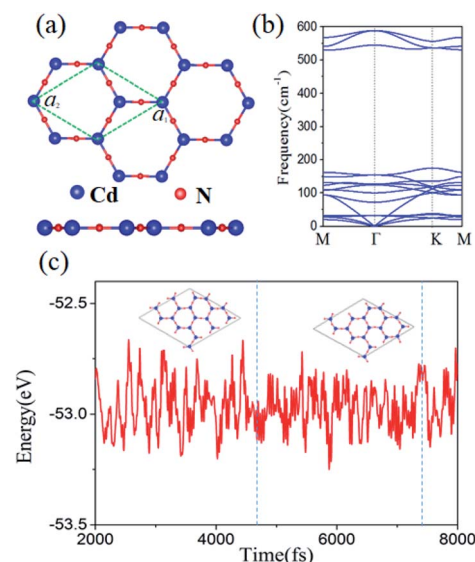 (a)
a₂
a₁
Cd
N
(b)
Frequency(cm⁻¹)
600
500
400
300
200
100
0
M
Γ
K
M
(c)
Energy(eV)
-52.5
-53.0
-53.5
2000
4000
6000
8000
Time(fs)